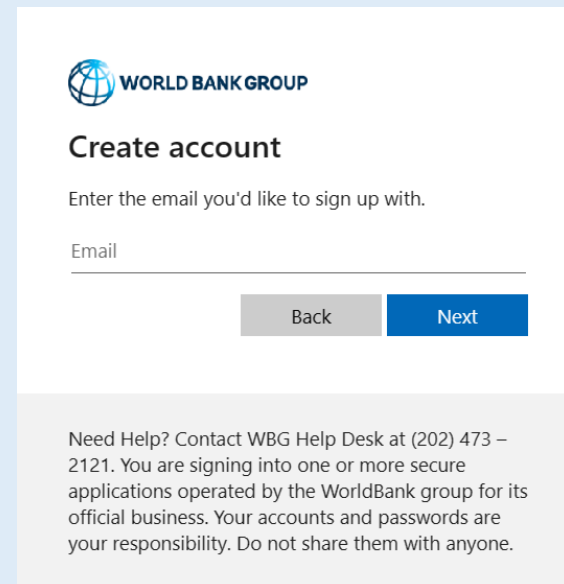 WORLD BANK GROUP
Create account
Enter the email you'd like to sign up with.
Email
Back
Next
Need Help? Contact WBG Help Desk at (202) 473 –
2121. You are signing into one or more secure
applications operated by the WorldBank group for its
official business. Your accounts and passwords are
your responsibility. Do not share them with anyone.